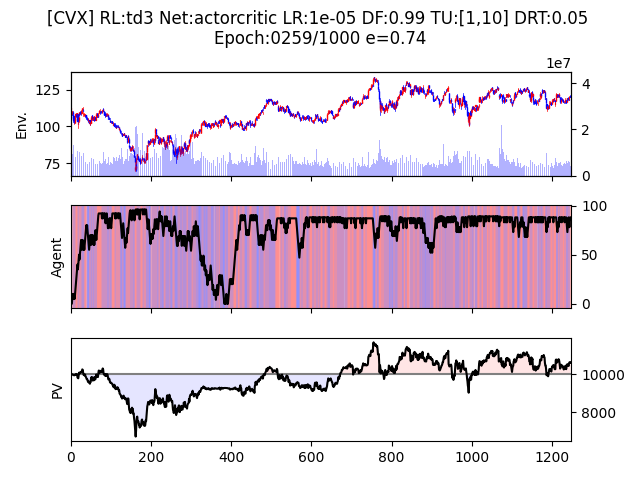 [CVX] RL:td3 Net:actorcritic LR:1e-05 DF:0.99 TU:[1,10] DRT:0.05
Epoch:0259/1000 e=0.74
1e7
125
100
75
Env.
4
2
0
Agent
100
50
0
PV
10000
8000
0 200 400 600 800 1000 1200